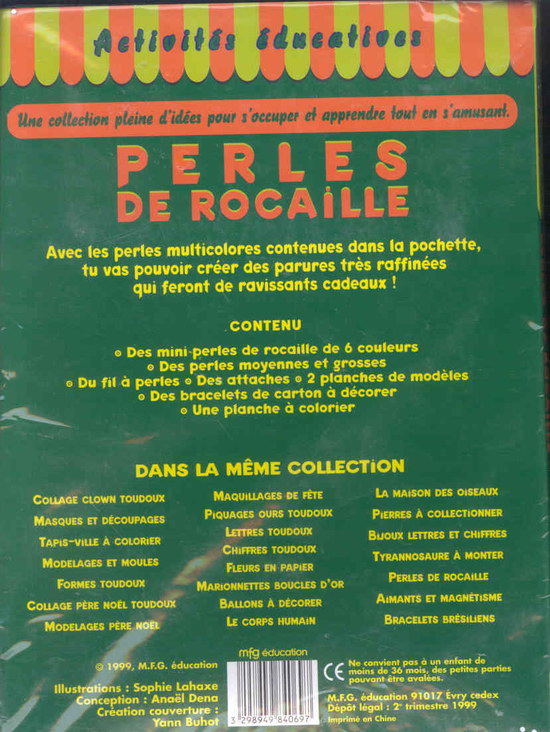 Activités éducatives
Une collection pleine d'idées pour s'occuper et apprendre tout en s'amusant.
PERLES
DE ROCAiLLE
Avec les perles multicolores contenues dans la pochette,
tu vas pouvoir créer des parures très raffinées
qui feront de ravissants cadeaux !
CONTENU
• Des mini-perles de rocaille de 6 couleurs
• Des perles moyennes et grosses
• Du fil à perles • Des attaches • 2 planches de modèles
• Des bracelets de carton à décorer
• Une planche à colorier
DANS LA MÊME COLLECTiON
COLLAGE CLOWN TOUDOUX
MASQUES ET DÉCOUPAGES
TAPIS-VILLE À COLORIER
MODELAGES ET MOULES
FORMES TOUDOUX
COLLAGE PÈRE NOËL TOUDOUX
MODELAGES PÈRE NOËL
MAQUILLAGES DE FÊTE
PIQUAGES OURS TOUDOUX
LETTRES TOUDOUX
CHIFFRES TOUDOUX
FLEURS EN PAPIER
MARIONNETTES BOUCLES D'OR
BALLONS À DÉCORER
LE CORPS HUMAIN
LA MAISON DES OISEAUX
PIERRES À COLLECTIONNER
BIJOUX LETTRES ET CHIFFRES
TYRANNOSAURE À MONTER
PERLES DE ROCAILLE
AIMANTS ET MAGNÉTISME
BRACELETS BRÉSILIENS
© 1999, M.F.G. éducation
Illustrations : Sophie Lahaxe
Conception : Anaël Dena
Création couverture :
Yann Buhot
mfg éducation
3 298949 840697
CE
Ne convient pas à un enfant de
moins de 36 mois, des petites parties
pouvant être avalées.
M.F.G. éducation 91017 Evry cedex
Dépôt légal : 2e trimestre 1999
Imprimé en Chine